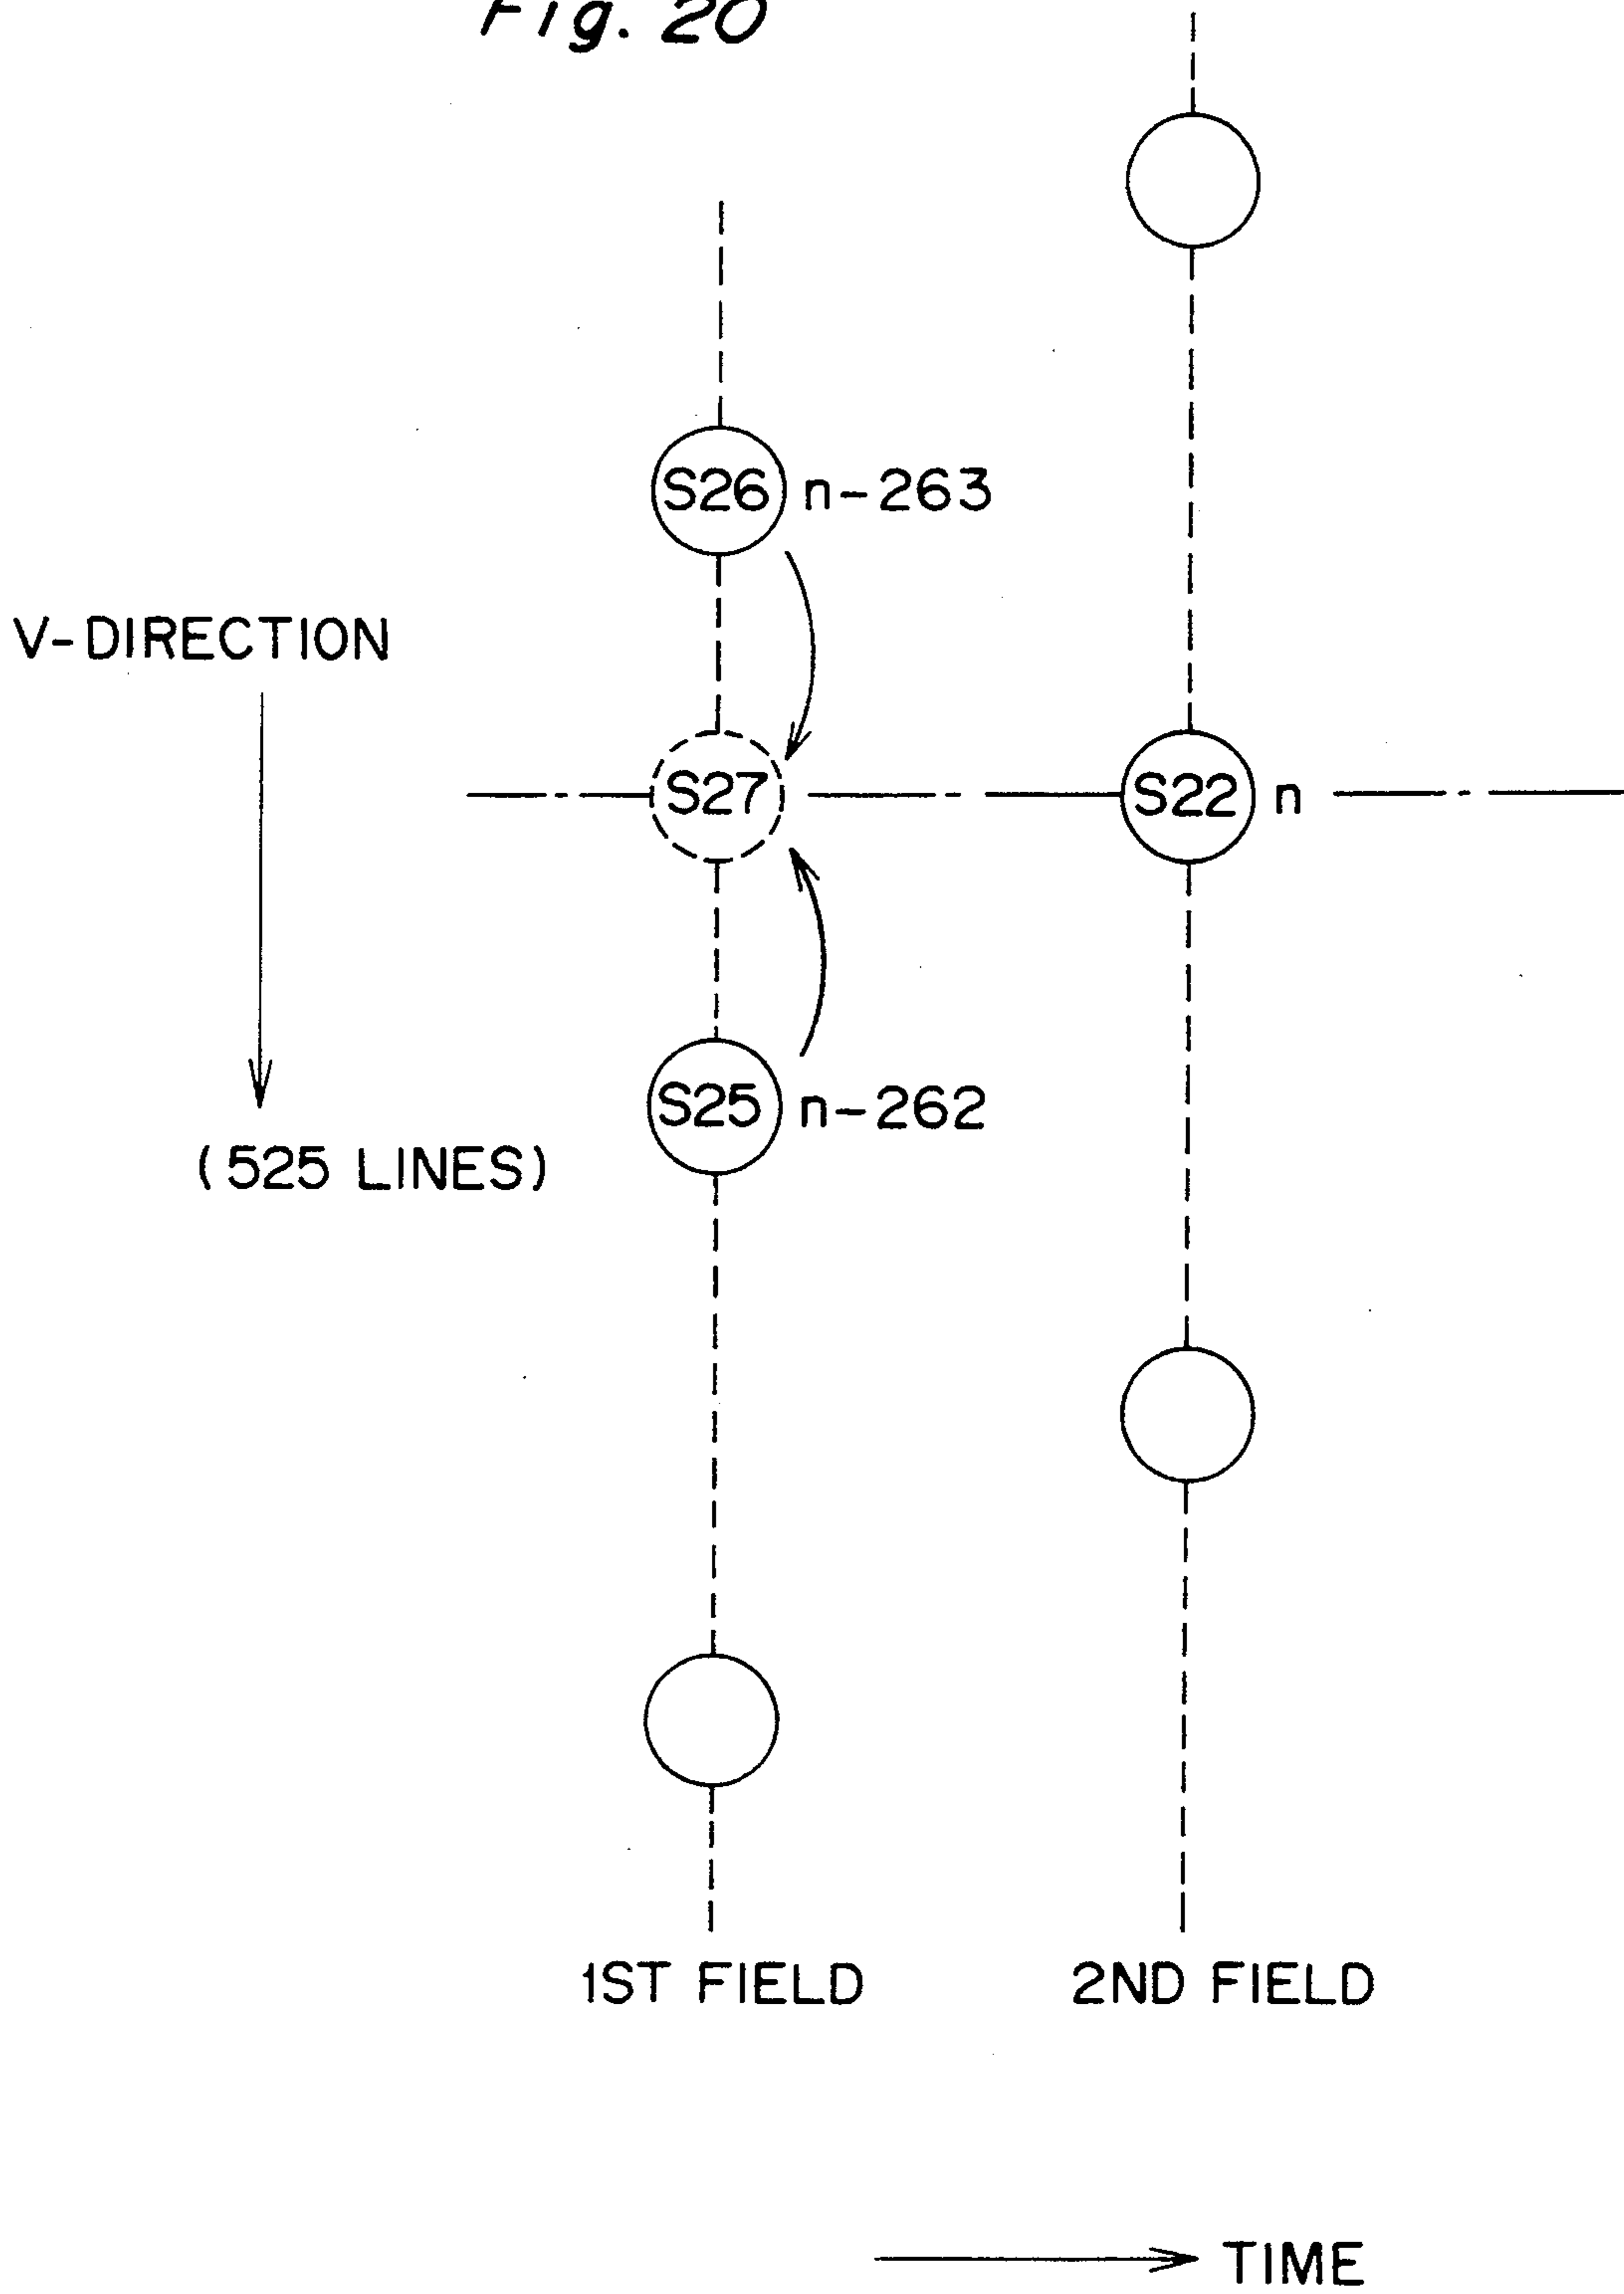 Fig. 20
S26 n-263
V-DIRECTION
S27
S22 n
S25 n-262
(525 LINES)
1ST FIELD
2ND FIELD
TIME